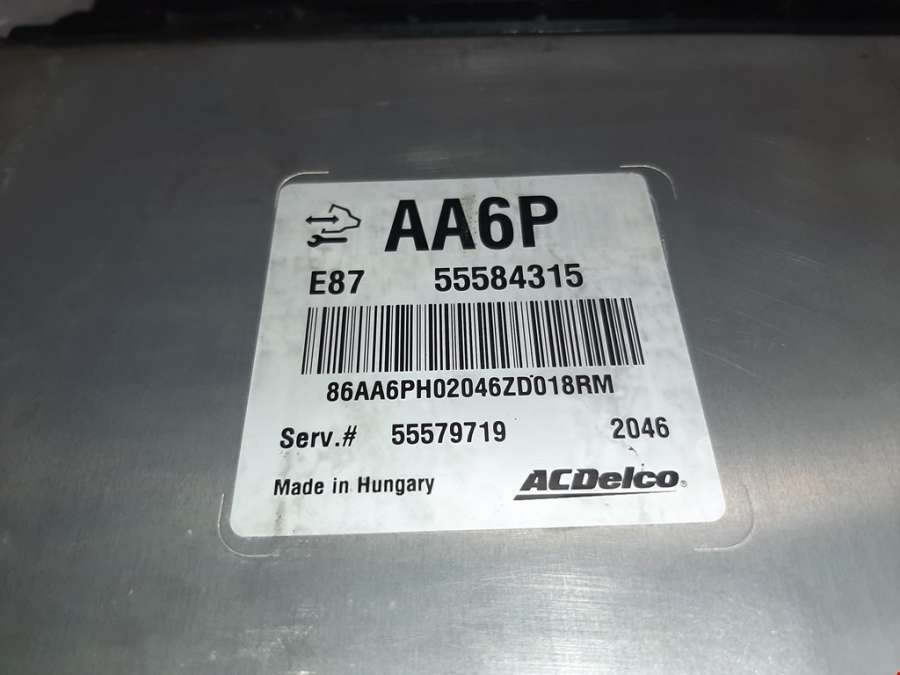 AA6P
E87 55584315
86AA6PH02046ZD018RM
Serv.# 55579719 2046
Made in Hungary ACDelco®